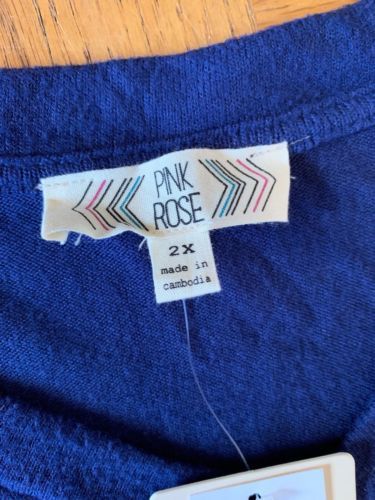 PINK
ROSE
2X
made in
cambodia